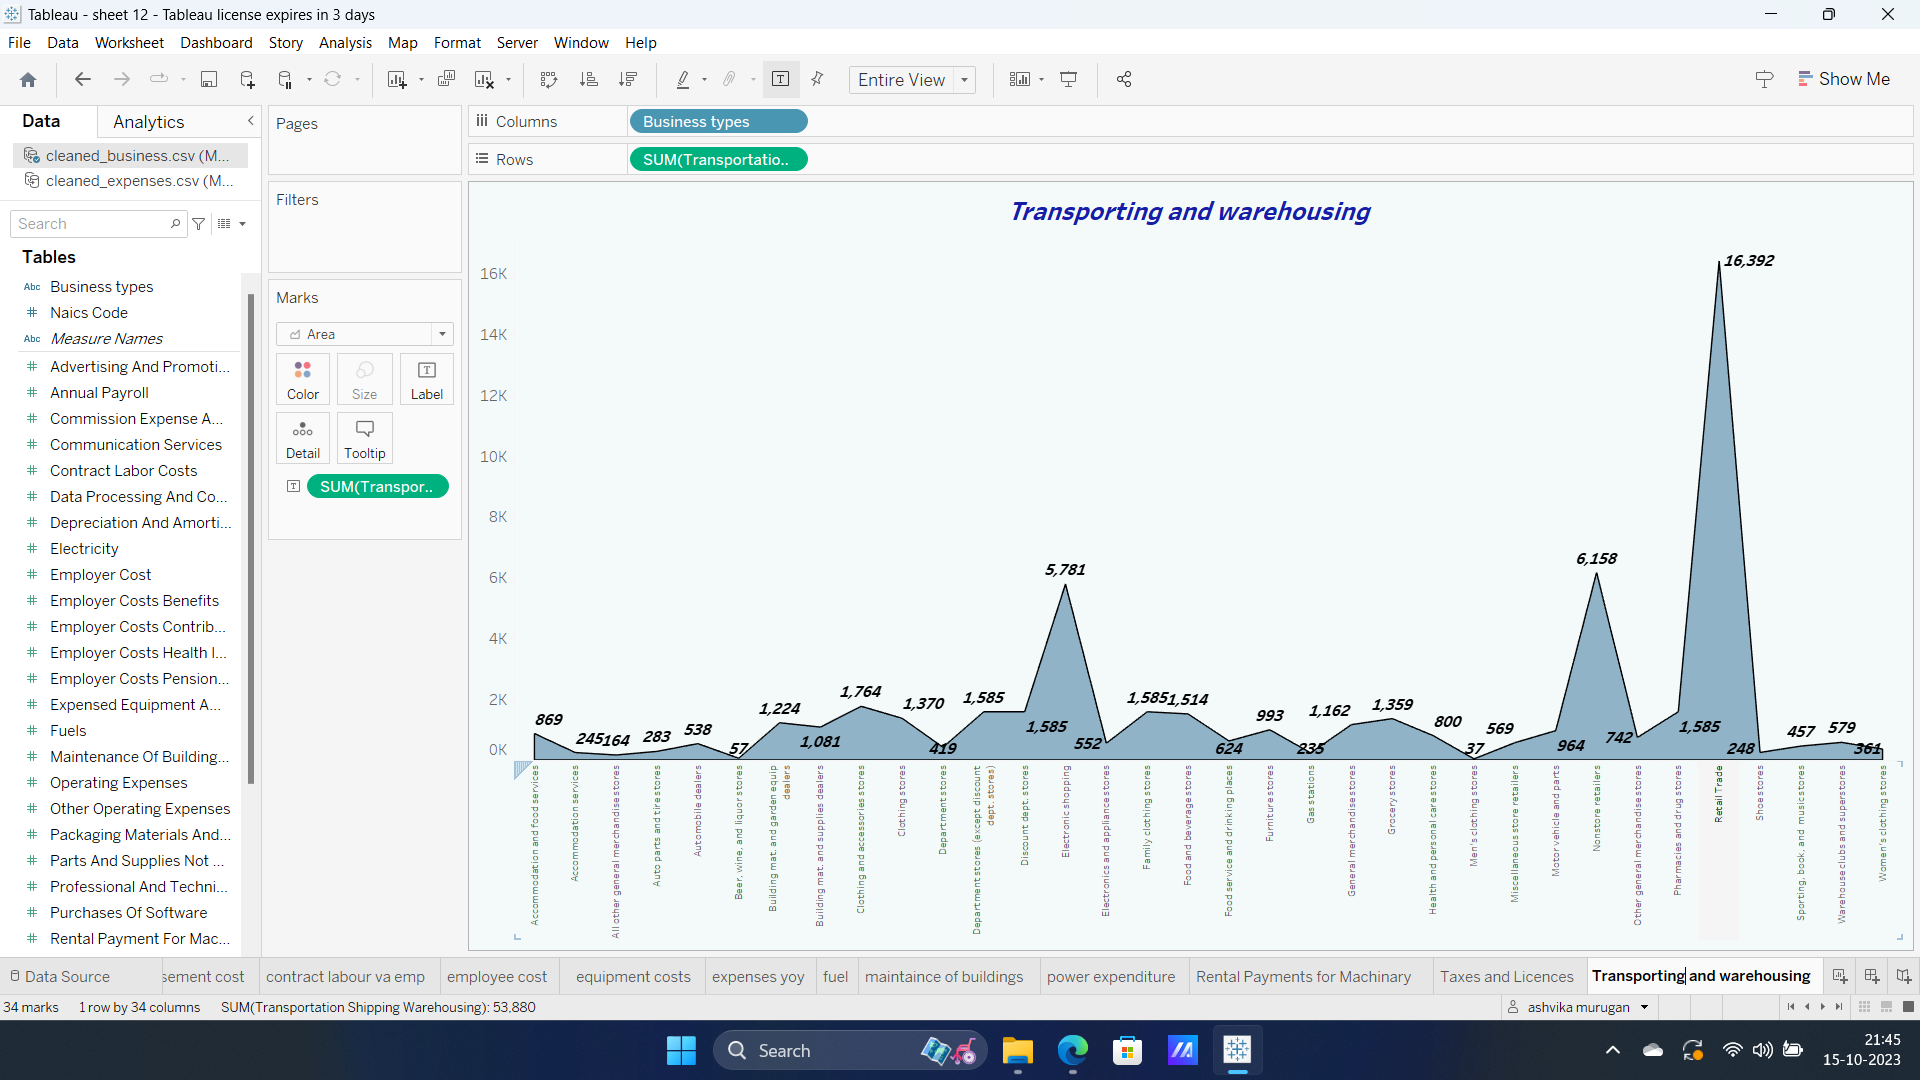 Tableau - sheet 12 - Tableau license expires in 3 days
File Data Worksheet Dashboard Story Analysis Map Format Server Window Help
Entire View
Show Me
Data Analytics
cleaned_business.csv (M...
cleaned_expenses.csv (M...
Search
Tables
Abc Business types
# Naics Code
Abc Measure Names
# Advertising And Promoti...
# Annual Payroll
# Commission Expense A...
# Communication Services
# Contract Labor Costs
# Data Processing And Co...
# Depreciation And Amorti...
# Electricity
# Employer Cost
# Employer Costs Benefits
# Employer Costs Contrib...
# Employer Costs Health I...
# Employer Costs Pension...
# Expensed Equipment A...
# Fuels
# Maintenance Of Building...
# Operating Expenses
# Other Operating Expenses
# Packaging Materials And...
# Parts And Supplies Not ...
# Professional And Techni...
# Purchases Of Software
# Rental Payment For Mac...
Pages
Filters
Marks
Area
Color Size Label
Detail Tooltip
SUM(Transpor..
Columns Business types
Rows SUM(Transportatio..
Transporting and warehousing
16K
14K
12K
10K
8K
6K
4K
2K
0K
869
245
164
283
538
57
1,224
1,081
1,764
1,370
419
1,585
1,585
5,781
552
1,585
1,514
624
993
235
1,162
1,359
800
37
569
964
6,158
742
1,585
16,392
248
457
579
361
Accommodation and food services
Accommodation services
All other general merchandise stores
Auto parts and tire stores
Automobile dealers
Beer, wine, and liquor stores
Building mat. and garden equip
dealers
Building mat. and supplies dealers
Clothing and accessories stores
Clothing stores
Department stores
Department stores (except discount
dept. stores)
Discount dept. stores
Electronic shopping
Electronics and appliance stores
Family clothing stores
Food and beverage stores
Food service and drinking places
Furniture stores
Gas stations
General merchandise stores
Grocery stores
Health and personal care stores
Men's clothing stores
Miscellaneous store retailers
Motor vehicle and parts
Nonstore retailers
Other general merchandise stores
Pharmacies and drug stores
Retail Trade
Shoe stores
Sporting, book, and music stores
Warehouse clubs and superstores
Women's clothing stores
Data Source sement cost contract labour va emp employee cost equipment costs expenses yoy fuel maintaince of buildings power expenditure Rental Payments for Machinary Taxes and Licences Transporting and warehousing
34 marks 1 row by 34 columns SUM(Transportation Shipping Warehousing): 53,880 ashvika murugan
Search
21:45
15-10-2023